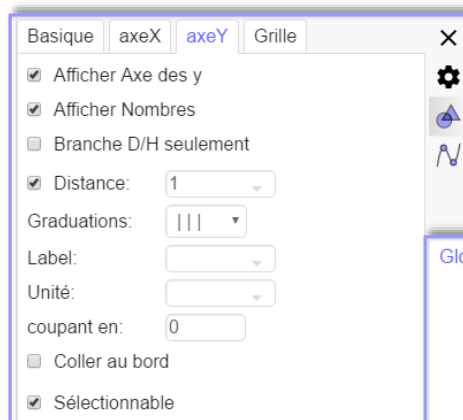 Basique axeX axeY Grille
Afficher Axe des y
Afficher Nombres
Branche D/H seulement
Distance: 1
Graduations: | | |
Label:
Unité:
coupant en: 0
Coller au bord
Sélectionnable